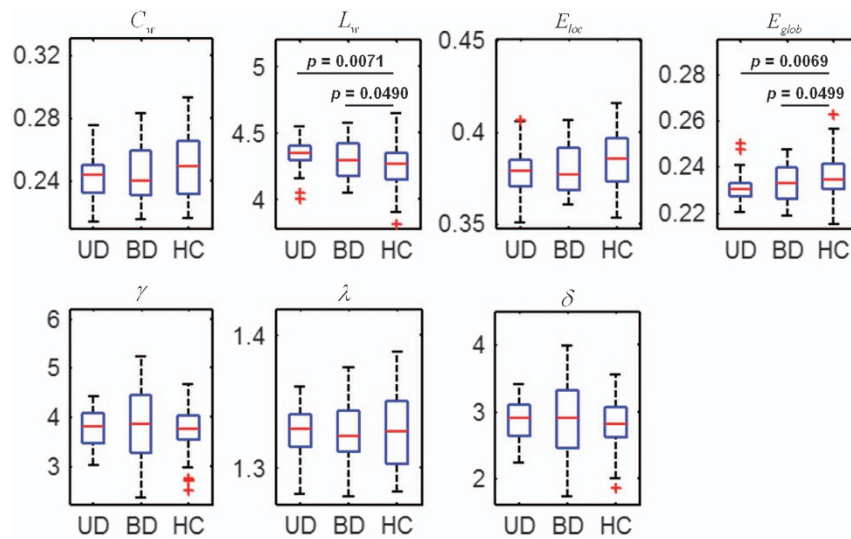 C_w L_w E_loc E_glob
0.32 0.28 0.24
5 4.5 4
p = 0.0071
p = 0.0490
0.45 0.4 0.35
0.28 0.26 0.24 0.22
p = 0.0069
p = 0.0499
UD BD HC UD BD HC UD BD HC UD BD HC
γ λ δ
6 5 4 3
1.4 1.3
4 3 2
UD BD HC UD BD HC UD BD HC